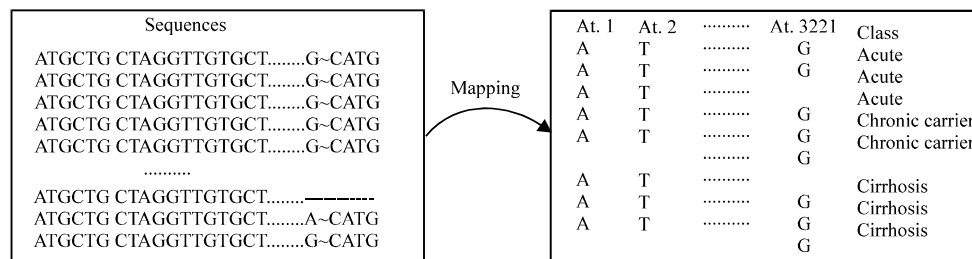 Sequences
ATGCTG CTAGGTTGTGCT........G~CATG
ATGCTG CTAGGTTGTGCT........G~CATG
ATGCTG CTAGGTTGTGCT........G~CATG
ATGCTG CTAGGTTGTGCT........G~CATG
ATGCTG CTAGGTTGTGCT........G~CATG
..........
ATGCTG CTAGGTTGTGCT........----------
ATGCTG CTAGGTTGTGCT........A~CATG
ATGCTG CTAGGTTGTGCT........G~CATG
Mapping
At. 1 At. 2 .......... At. 3221 Class
A T .......... G Acute
A T .......... G Acute
A T .......... Acute
A T .......... G Chronic carrier
A T .......... G Chronic carrier
.......... G
A T .......... Cirrhosis
A T .......... G Cirrhosis
A T .......... G Cirrhosis
G